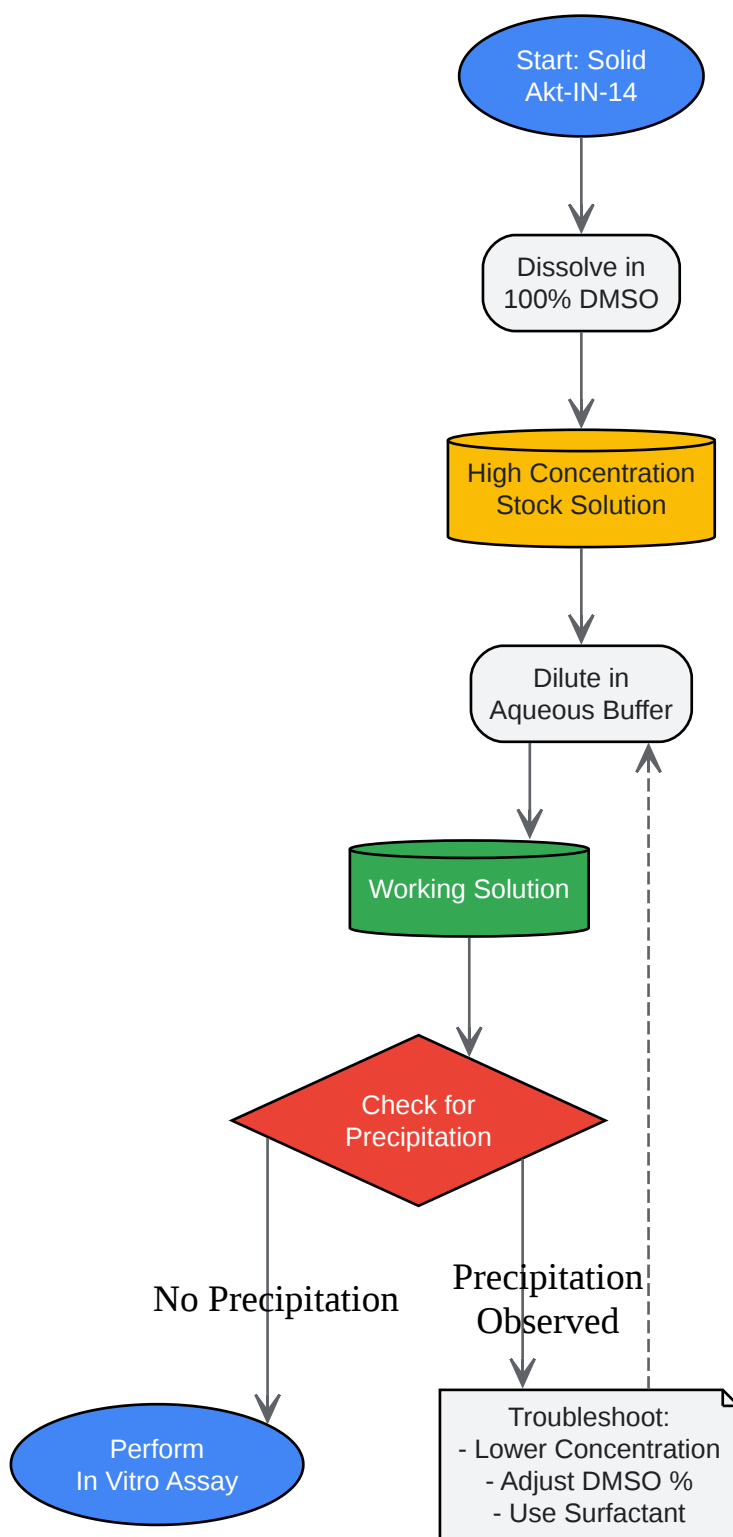 Start: Solid
Akt-IN-14
Dissolve in
100% DMSO
High Concentration
Stock Solution
Dilute in
Aqueous Buffer
Working Solution
Check for
Precipitation
No Precipitation
Precipitation
Observed
Perform
In Vitro Assay
Troubleshoot:
- Lower Concentration
- Adjust DMSO %
- Use Surfactant